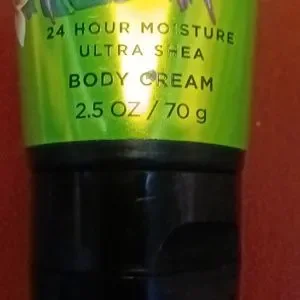 24 HOUR MOISTURE
ULTRA SHEA
BODY CREAM
2.5 OZ / 70 g